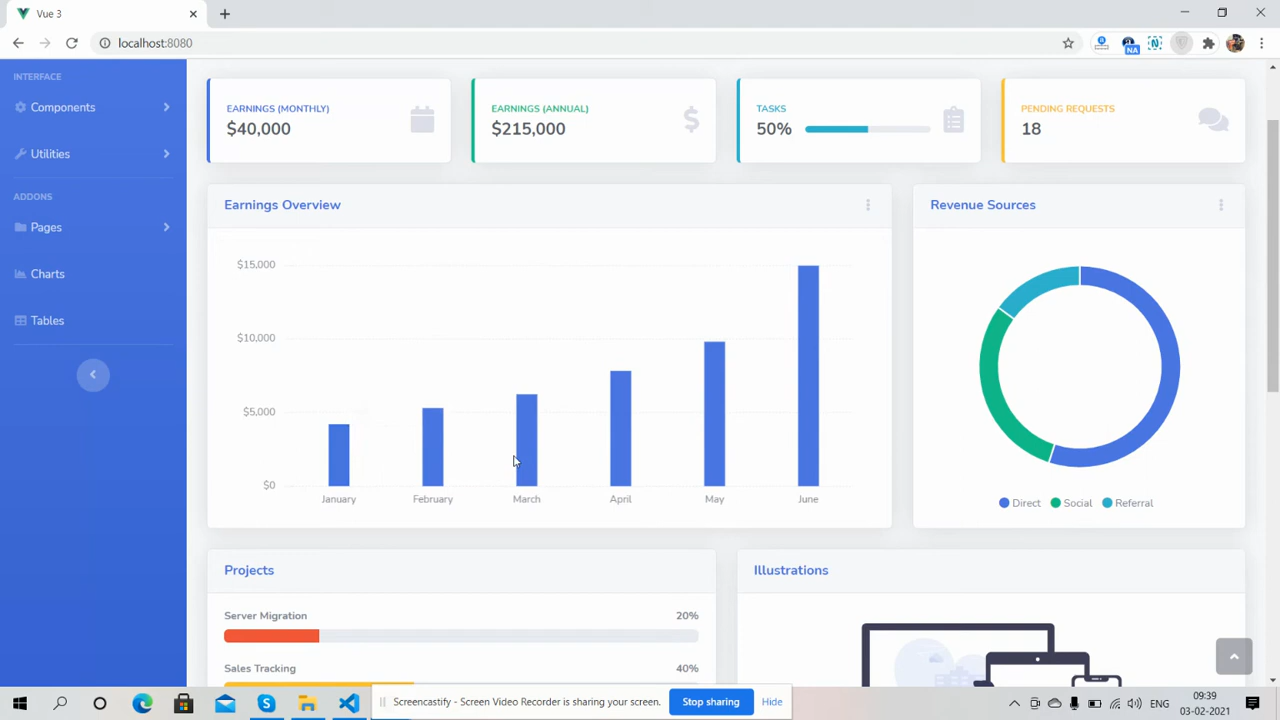 Vue 3
localhost:8080
NA
INTERFACE
Components
Utilities
ADDONS
Pages
Charts
Tables
EARNINGS (MONTHLY)
$40,000
EARNINGS (ANNUAL)
$215,000
TASKS
50%
PENDING REQUESTS
18
Earnings Overview
$15,000
$10,000
$5,000
$0
January February March April May June
Revenue Sources
Direct Social Referral
Projects
Server Migration 20%
Sales Tracking 40%
Illustrations
Screencastify - Screen Video Recorder is sharing your screen. Stop sharing Hide
09:39
03-02-2021